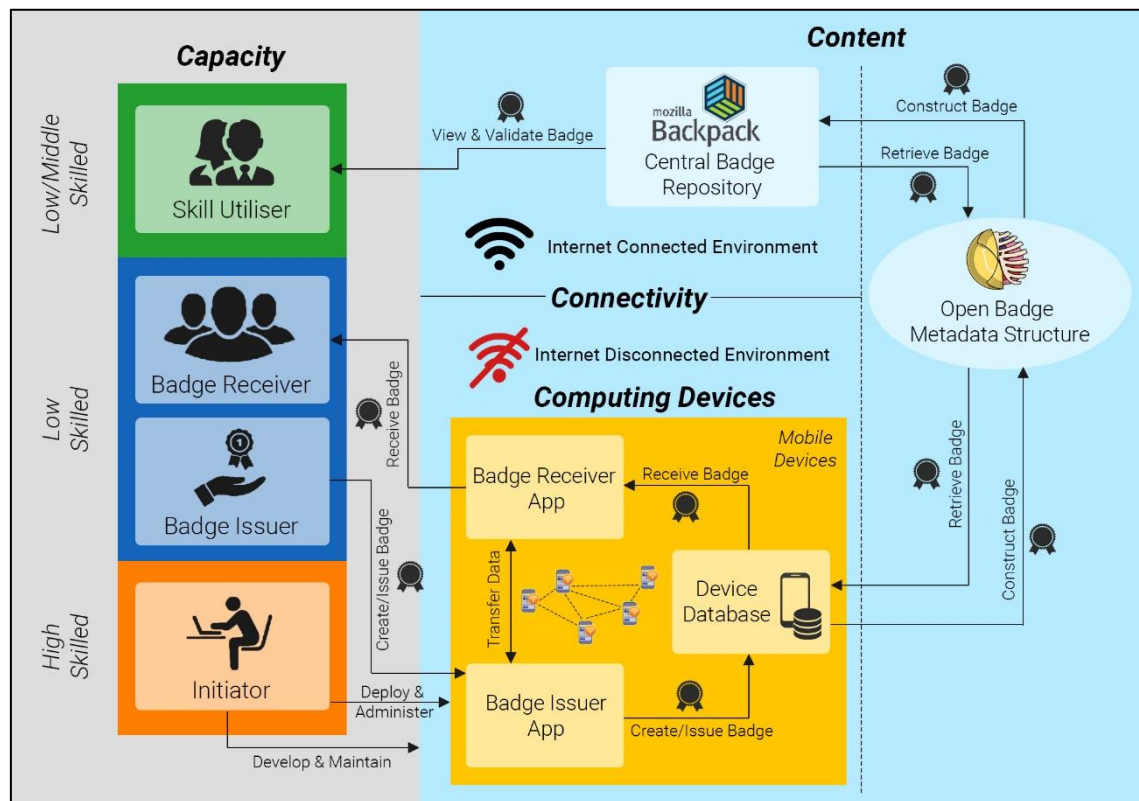 Capacity
Content
Low/Middle
Skilled
Skill Utiliser
View & Validate Badge
mozilla
Backpack
Central Badge
Repository
Construct Badge
Retrieve Badge
Internet Connected Environment
Connectivity
Internet Disconnected Environment
Open Badge
Metadata Structure
Low
Skilled
Badge Receiver
1
Badge Issuer
Receive Badge
Create/Issue Badge
Computing Devices
Mobile
Devices
Badge Receiver
App
Receive Badge
Transfer Data
Device
Database
Badge Issuer
App
Create/Issue Badge
Retrieve Badge
Construct Badge
High
Skilled
Initiator
Deploy &
Administer
Develop & Maintain